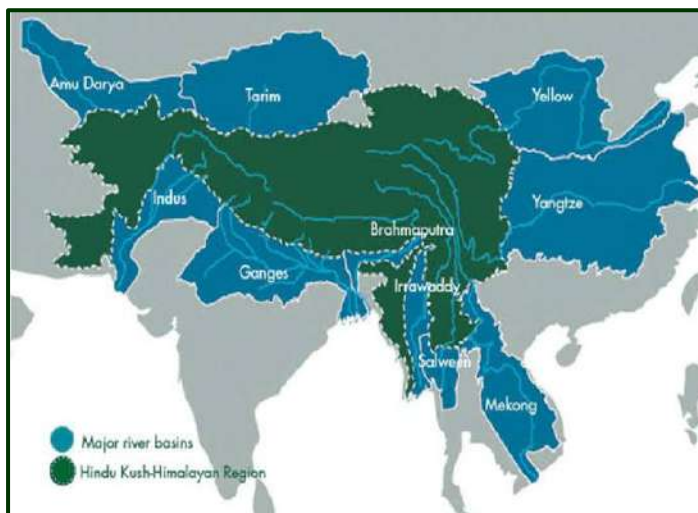 Amu Darya
Tarim
Yellow
Yangtze
Indus
Brahmaputra
Ganges
Irrawaddy
Salween
Mekong
Major river basins
Hindu Kush-Himalayan Region